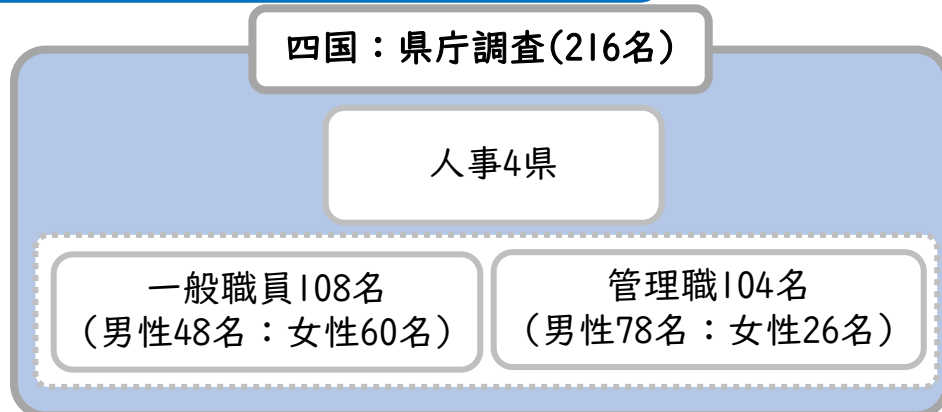 四国：県庁調査(216名)
人事4県
一般職員108名
（男性48名：女性60名）
管理職104名
（男性78名：女性26名）